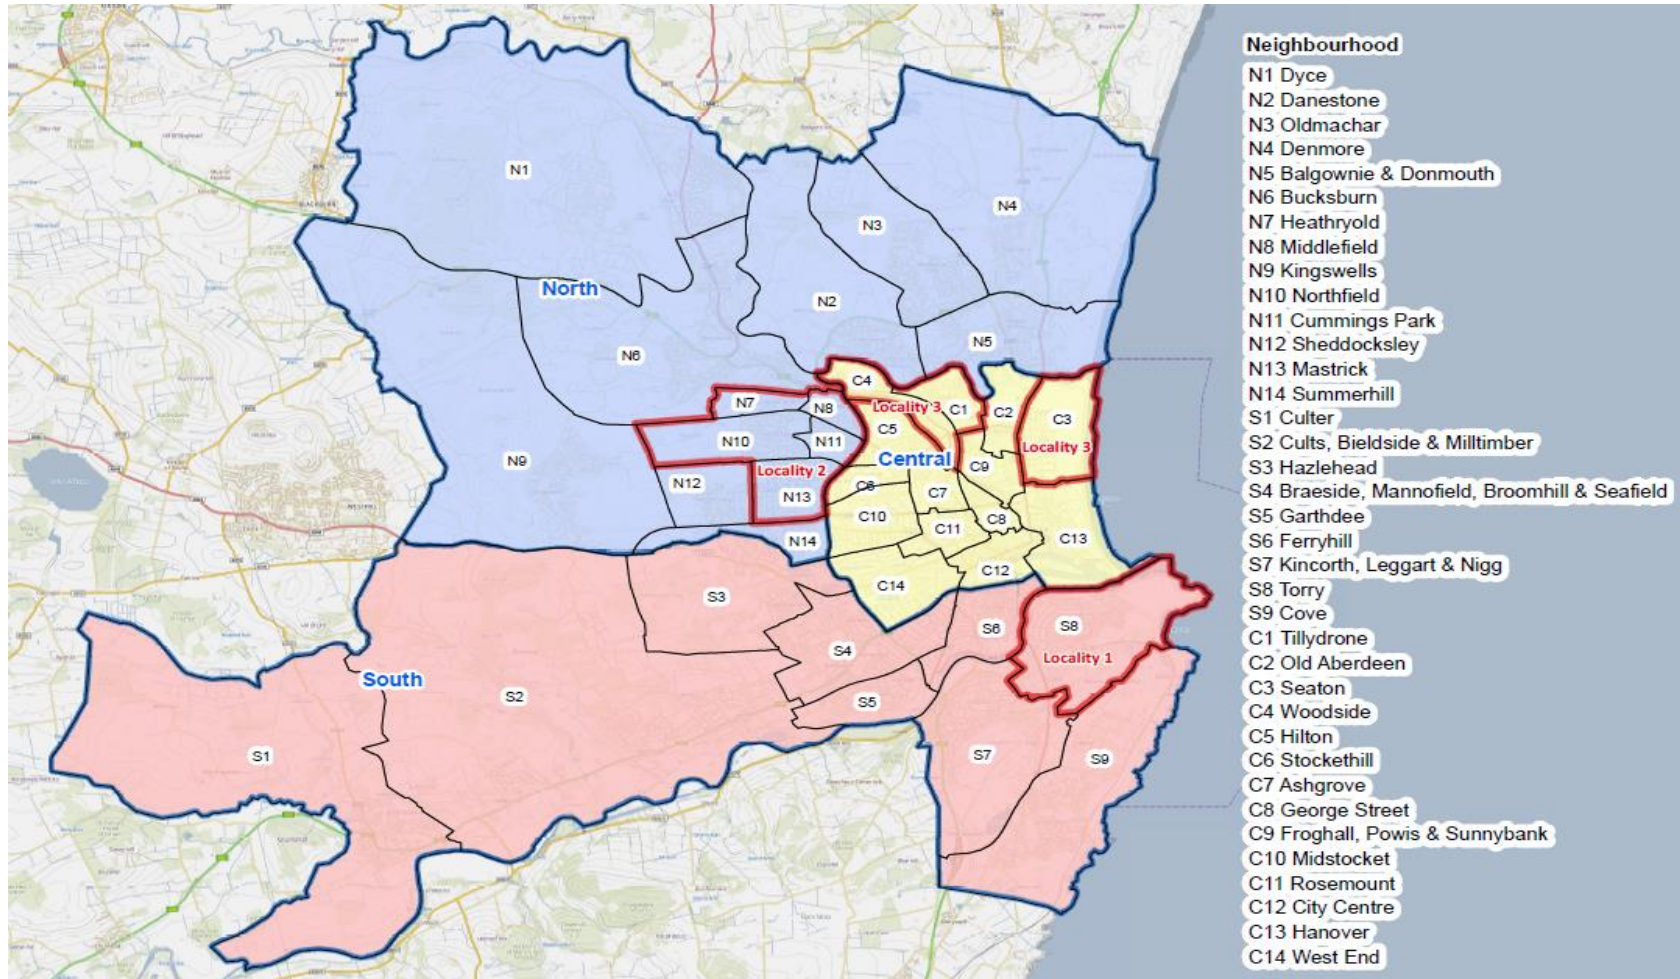 N1
N3
N4
North
N2
N5
N6
C4
N7
N8
Locality 3
C1
C2
C3
C5
N10
N11
Locality 3
N9
Central
Locality 2
C9
N12
C6
C7
N13
C10
C8
C11
N14
C13
C12
C14
S3
S8
S6
S4
Locality 1
South
S2
S5
S1
S7
S9
BLACKBURN
WESTHILL
Neighbourhood
N1 Dyce
N2 Danestone
N3 Oldmachar
N4 Denmore
N5 Balgownie & Donmouth
N6 Bucksburn
N7 Heathryold
N8 Middlefield
N9 Kingswells
N10 Northfield
N11 Cummings Park
N12 Sheddocksley
N13 Mastrick
N14 Summerhill
S1 Culter
S2 Cults, Bieldside & Milltimber
S3 Hazlehead
S4 Braeside, Mannofield, Broomhill & Seafield
S5 Garthdee
S6 Ferryhill
S7 Kincorth, Leggart & Nigg
S8 Torry
S9 Cove
C1 Tillydrone
C2 Old Aberdeen
C3 Seaton
C4 Woodside
C5 Hilton
C6 Stockethill
C7 Ashgrove
C8 George Street
C9 Froghall, Powis & Sunnybank
C10 Midstocket
C11 Rosemount
C12 City Centre
C13 Hanover
C14 West End